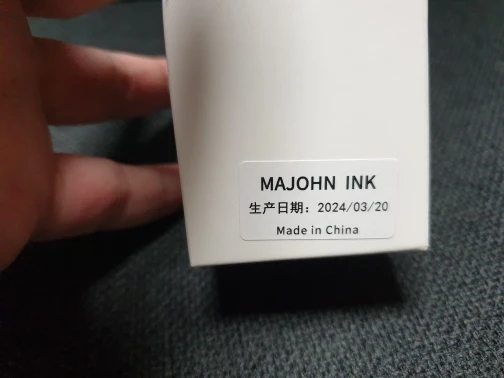 MAJOHN INK
生产日期：2024/03/20
Made in China